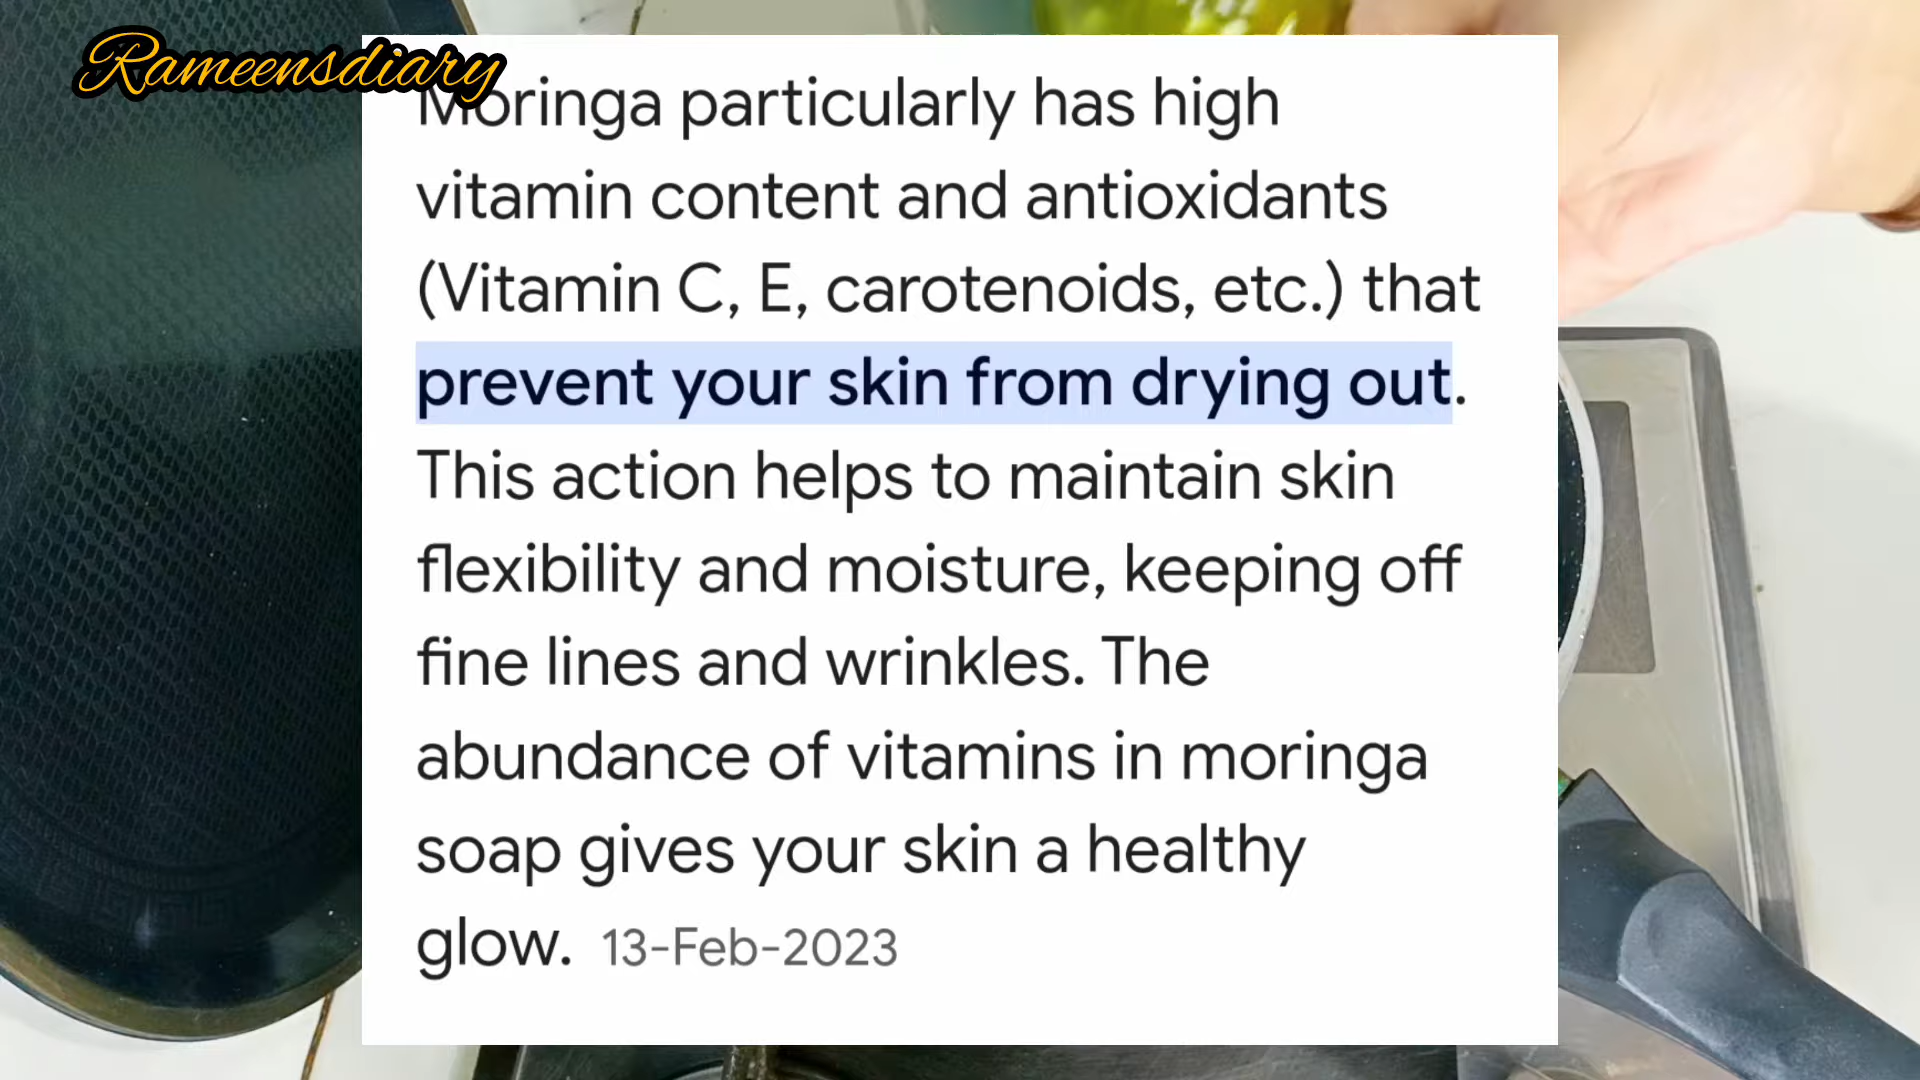 Rameensdiary
Moringa particularly has high
vitamin content and antioxidants
(Vitamin C, E, carotenoids, etc.) that
prevent your skin from drying out.
This action helps to maintain skin
flexibility and moisture, keeping off
fine lines and wrinkles. The
abundance of vitamins in moringa
soap gives your skin a healthy
glow. 13-Feb-2023